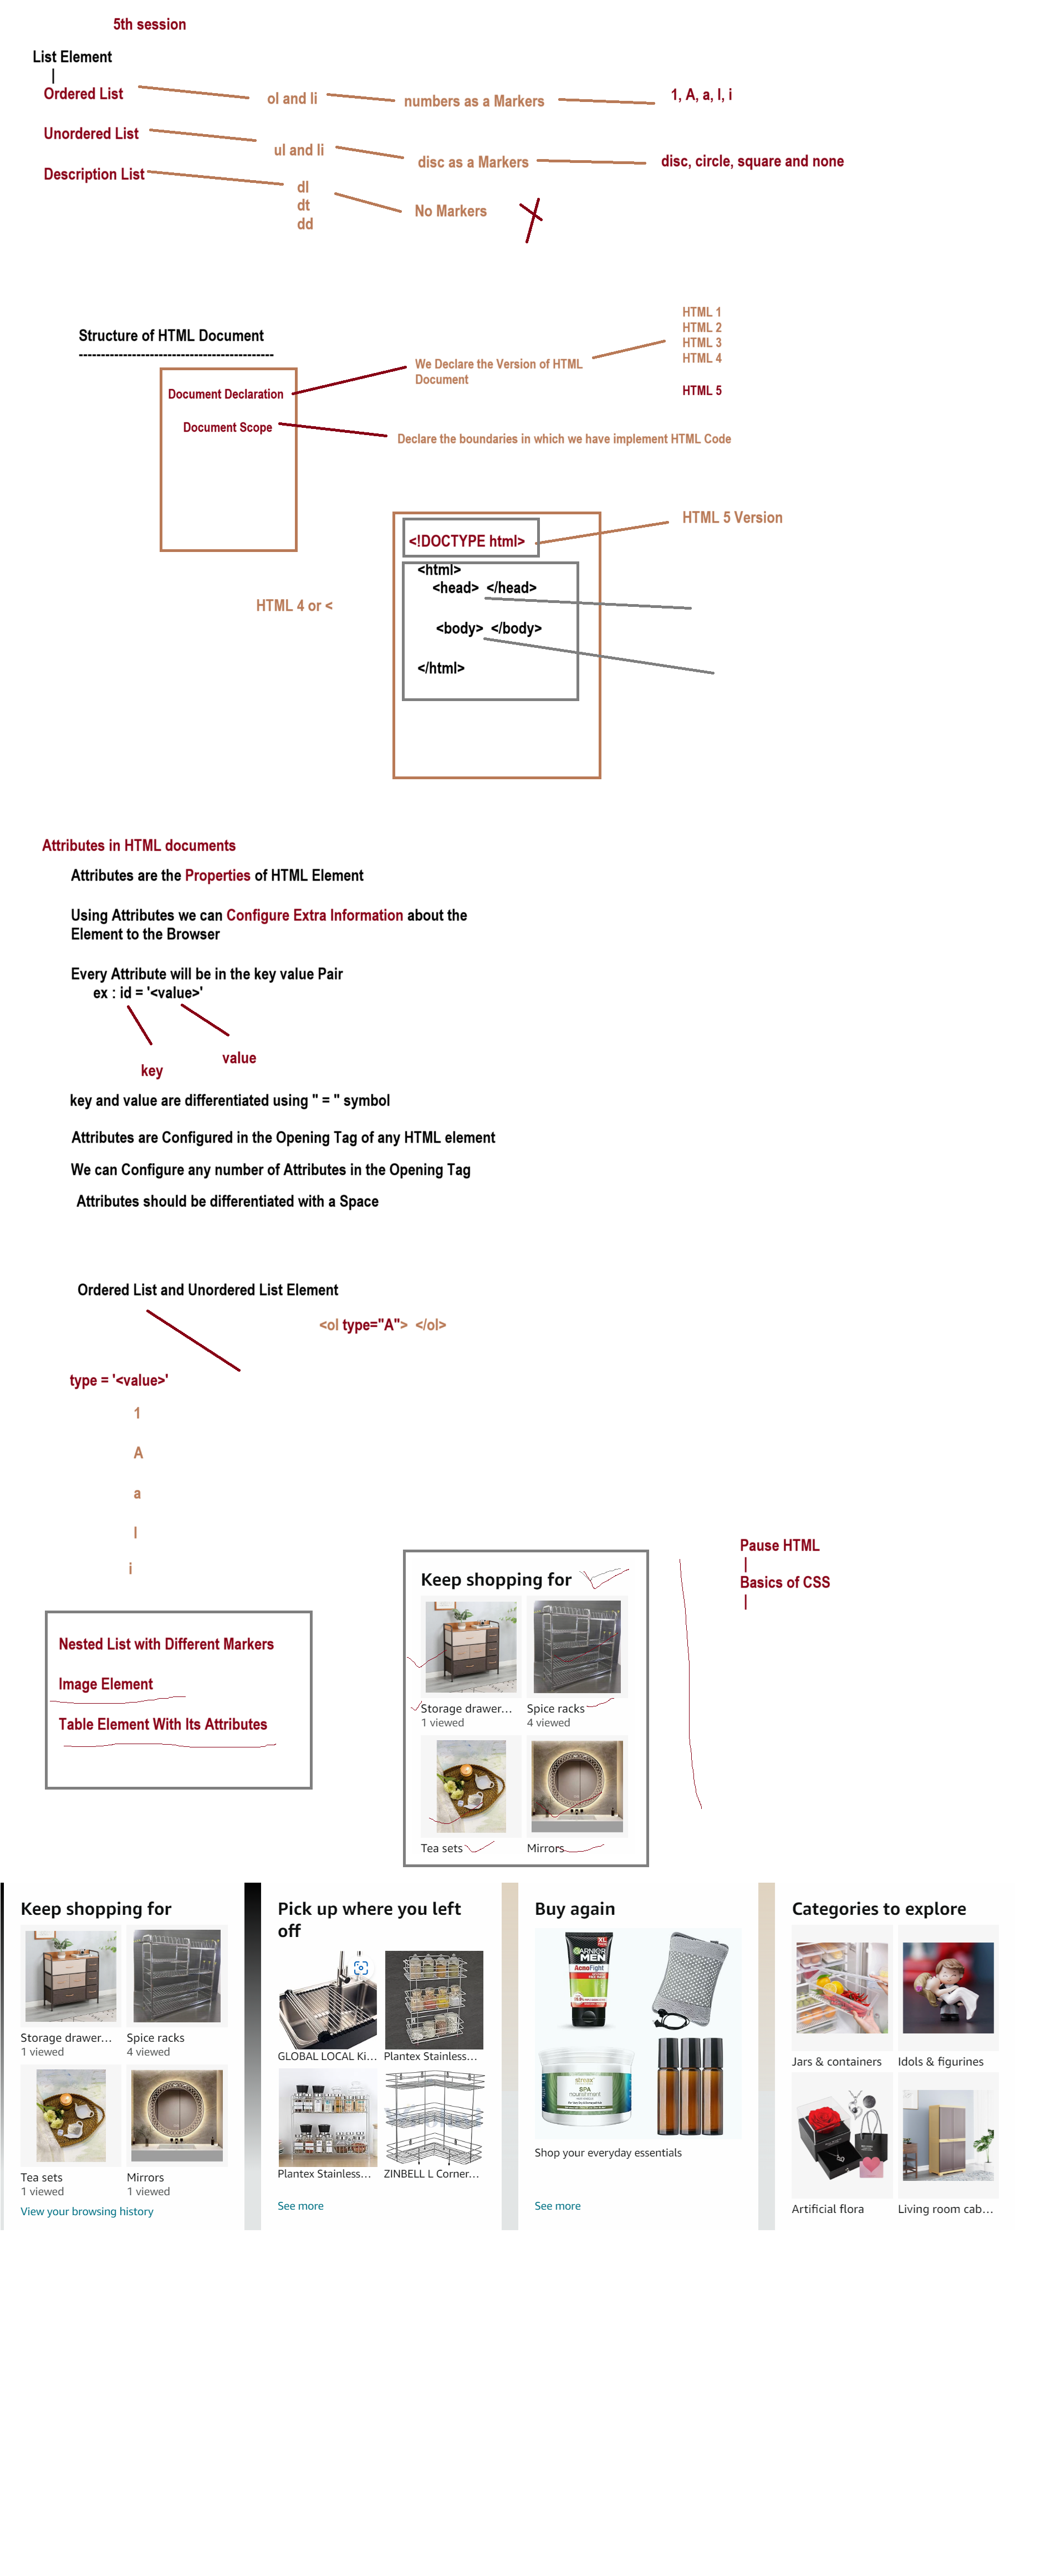 5th session
List Element
|
Ordered List
ol and li
numbers as a Markers
1, A, a, I, i
Unordered List
ul and li
disc as a Markers
disc, circle, square and none
Description List
dl
dt
dd
No Markers
Structure of HTML Document
--------------------------------------------
Document Declaration
Document Scope
We Declare the Version of HTML
Document
HTML 1
HTML 2
HTML 3
HTML 4
HTML 5
Declare the boundaries in which we have implement HTML Code
HTML 4 or <
<!DOCTYPE html>
<html>
<head> </head>
<body> </body>
</html>
HTML 5 Version
Attributes in HTML documents
Attributes are the Properties of HTML Element
Using Attributes we can Configure Extra Information about the
Element to the Browser
Every Attribute will be in the key value Pair
ex : id = '<value>'
key
value
key and value are differentiated using " = " symbol
Attributes are Configured in the Opening Tag of any HTML element
We can Configure any number of Attributes in the Opening Tag
Attributes should be differentiated with a Space
Ordered List and Unordered List Element
<ol type="A"> </ol>
type = '<value>'
1
A
a
I
i
Nested List with Different Markers
Image Element
Table Element With Its Attributes
Keep shopping for
Storage drawer...
1 viewed
Spice racks
4 viewed
Tea sets
Mirrors
Pause HTML
|
Basics of CSS
|
Keep shopping for
Storage drawer...
1 viewed
Spice racks
4 viewed
Tea sets
1 viewed
Mirrors
1 viewed
View your browsing history
Pick up where you left
off
GLOBAL LOCAL Ki...
Plantex Stainless...
Plantex Stainless...
ZINBELL L Corner...
See more
Buy again
XL
GARNIER
MEN
AcnoFight
streax
SPA
nourishment
Shop your everyday essentials
See more
Categories to explore
Jars & containers
Idols & figurines
Artificial flora
Living room cab...